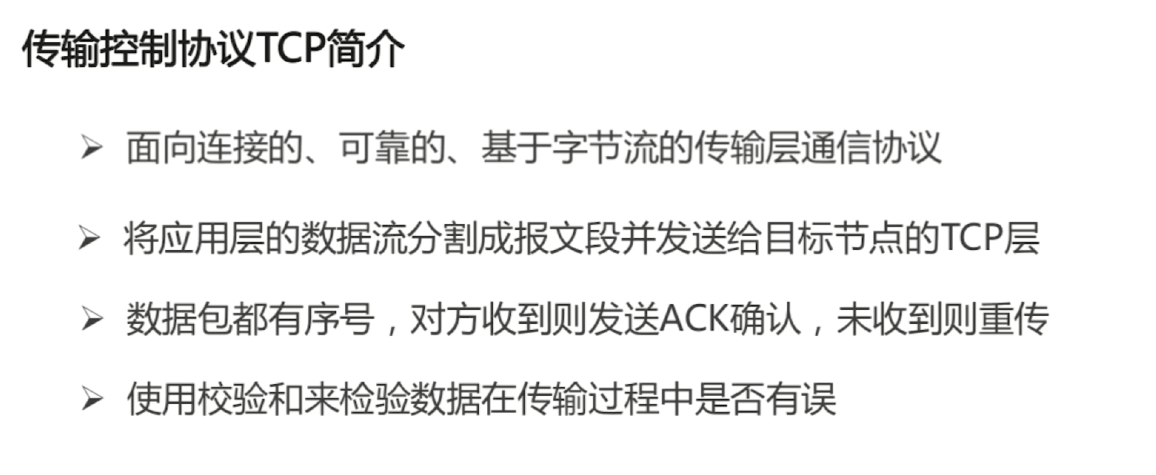 传输控制协议TCP简介
面向连接的、可靠的、基于字节流的传输层通信协议
将应用层的数据流分割成报文段并发送给目标节点的TCP层
数据包都有序号，对方收到则发送ACK确认，未收到则重传
使用校验和来检验数据在传输过程中是否有误